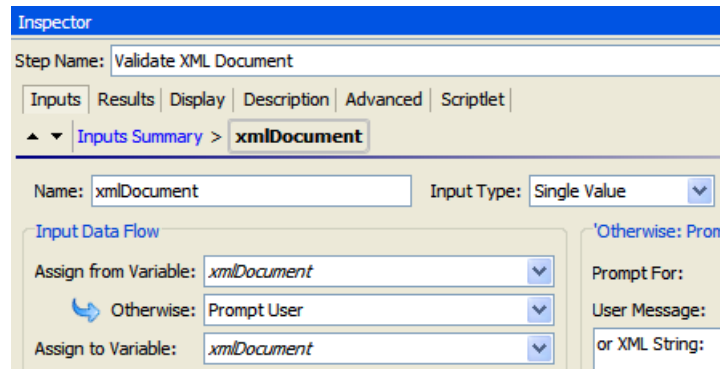 Inspector
Step Name: Validate XML Document
Inputs Results Display Description Advanced Scriptlet
Inputs Summary > xmlDocument
Name: xmlDocument Input Type: Single Value
Input Data Flow 'Otherwise: Prom
Assign from Variable: xmlDocument Prompt For:
Otherwise: Prompt User User Message:
Assign to Variable: xmlDocument or XML String: